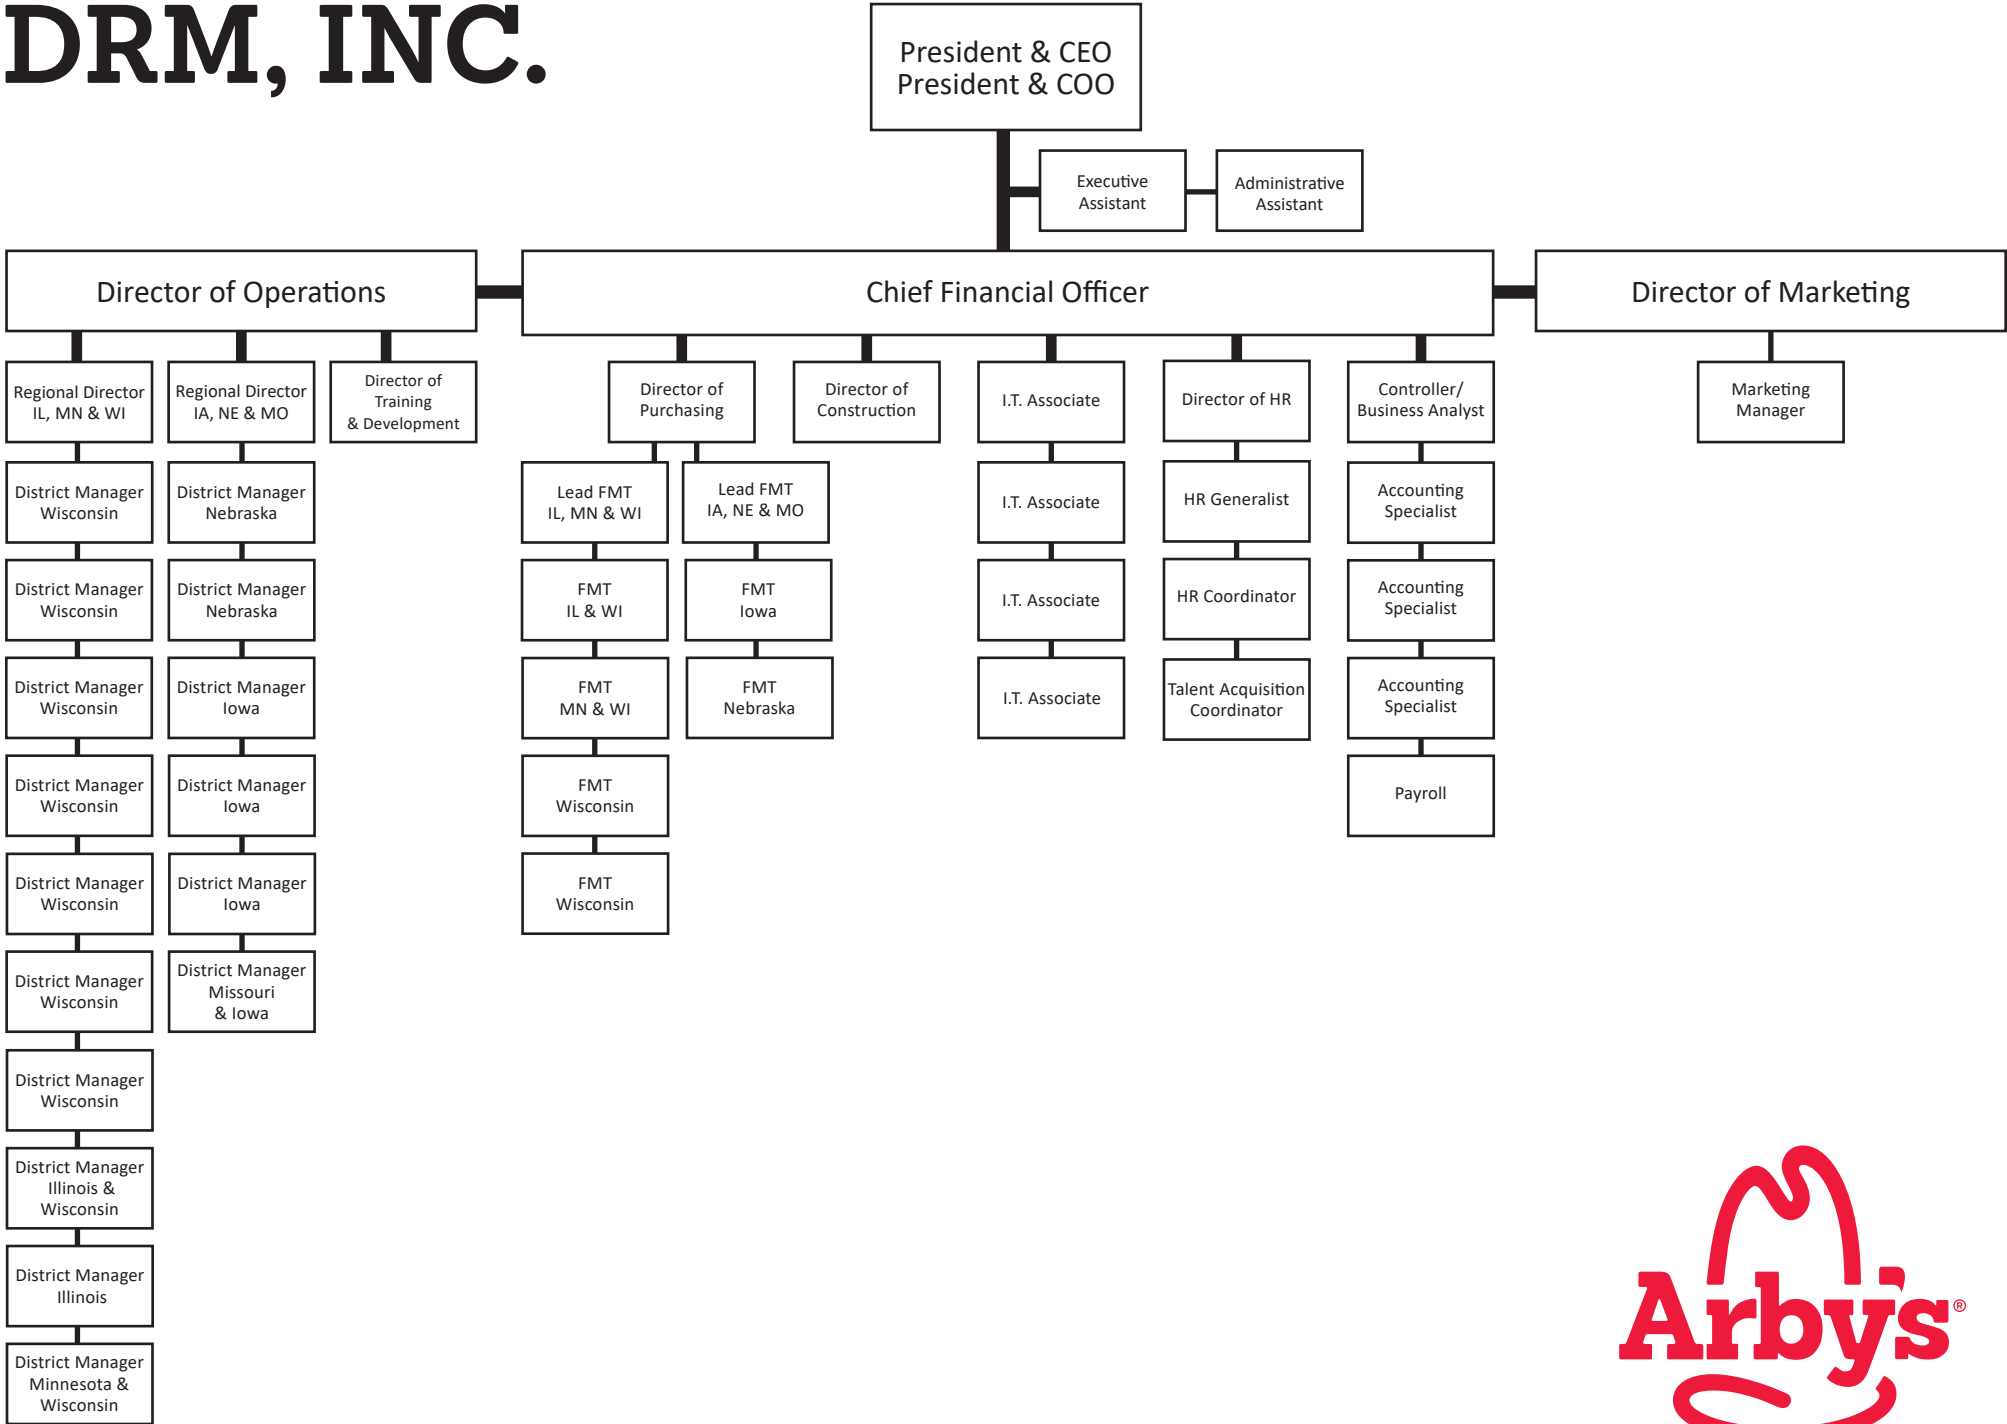 DRM, INC.
President & CEO
President & COO
Executive
Assistant
Administrative
Assistant
Director of Operations
Chief Financial Officer
Director of Marketing
Regional Director
IL, MN & WI
District Manager
Wisconsin
District Manager
Wisconsin
District Manager
Wisconsin
District Manager
Wisconsin
District Manager
Wisconsin
District Manager
Wisconsin
District Manager
Wisconsin
District Manager
Illinois &
Wisconsin
District Manager
Illinois
District Manager
Minnesota &
Wisconsin
Regional Director
IA, NE & MO
District Manager
Nebraska
District Manager
Nebraska
District Manager
Iowa
District Manager
Iowa
District Manager
Iowa
District Manager
Missouri
& Iowa
Director of
Training
& Development
Director of
Purchasing
Lead FMT
IL, MN & WI
FMT
IL & WI
FMT
MN & WI
FMT
Wisconsin
FMT
Wisconsin
Lead FMT
IA, NE & MO
FMT
Iowa
FMT
Nebraska
Director of
Construction
I.T. Associate
I.T. Associate
I.T. Associate
I.T. Associate
Director of HR
HR Generalist
HR Coordinator
Talent Acquisition
Coordinator
Controller/
Business Analyst
Accounting
Specialist
Accounting
Specialist
Accounting
Specialist
Payroll
Marketing
Manager
Arby's®